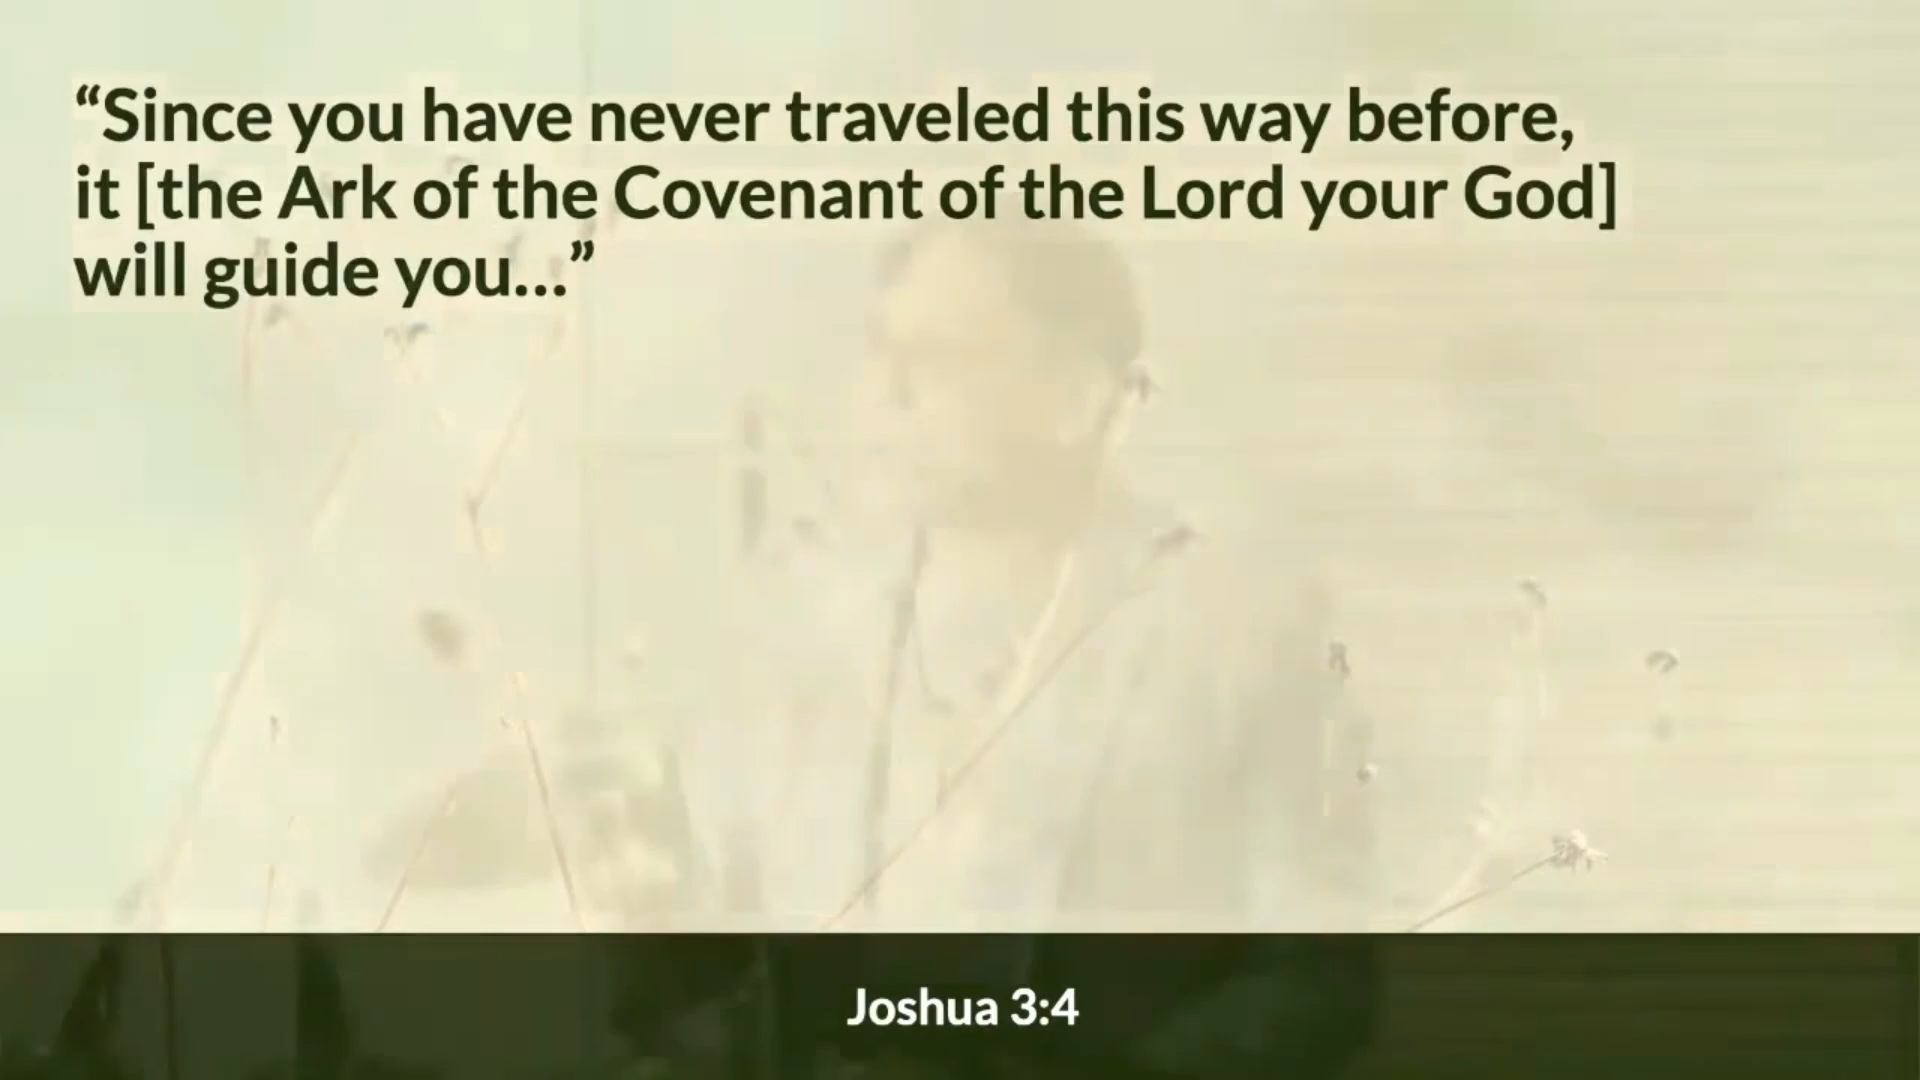 “Since you have never traveled this way before,
it [the Ark of the Covenant of the Lord your God]
will guide you...”
Joshua 3:4